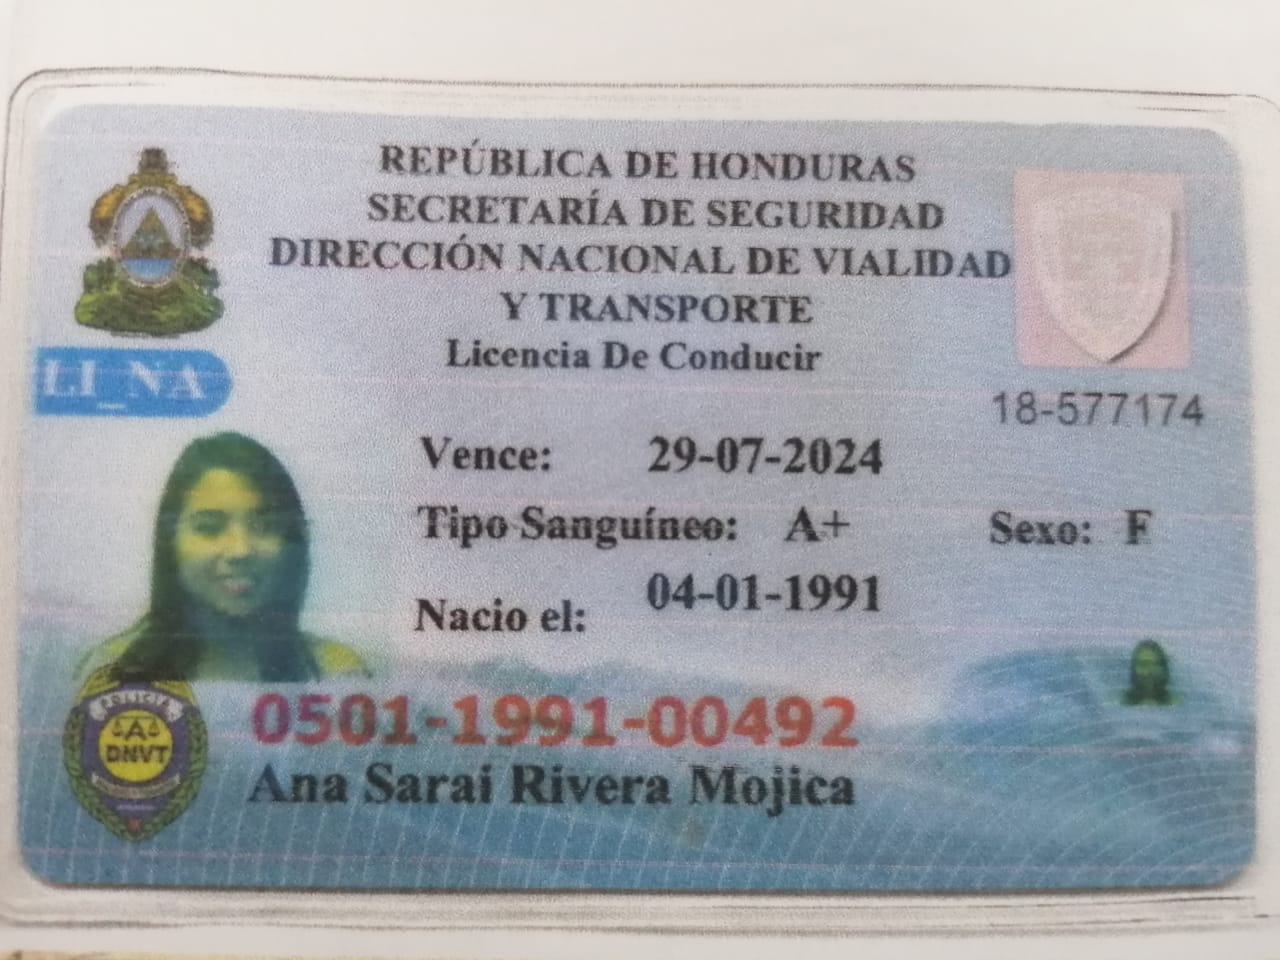 REPÚBLICA DE HONDURAS
SECRETARÍA DE SEGURIDAD
DIRECCIÓN NACIONAL DE VIALIDAD
Y TRANSPORTE
Licencia De Conducir
LI_NA
18-577174
Vence: 29-07-2024
Tipo Sanguíneo: A+ Sexo: F
Nacio el: 04-01-1991
POLICIA
DNVT
0501-1991-00492
Ana Sarai Rivera Mojica